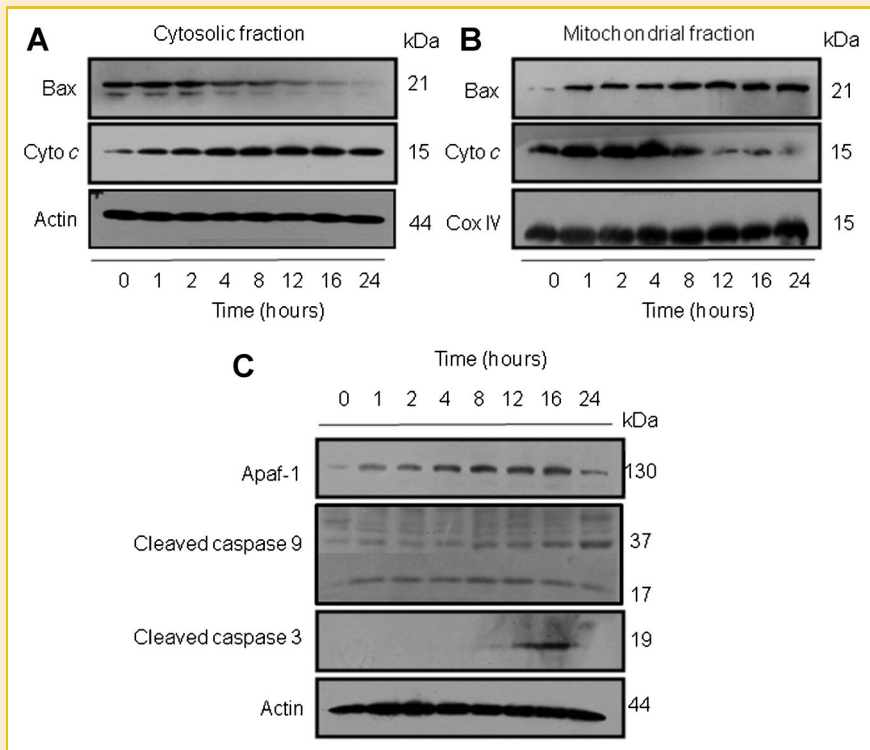 A Cytosolic fraction kDa
Bax 21
Cyto c 15
Actin 44
0 1 2 4 8 12 16 24
Time (hours)
B Mitochondrial fraction kDa
Bax 21
Cyto c 15
Cox IV 15
0 1 2 4 8 12 16 24
Time (hours)
C Time (hours)
0 1 2 4 8 12 16 24
kDa
Apaf-1 130
Cleaved caspase 9 37
17
Cleaved caspase 3 19
Actin 44